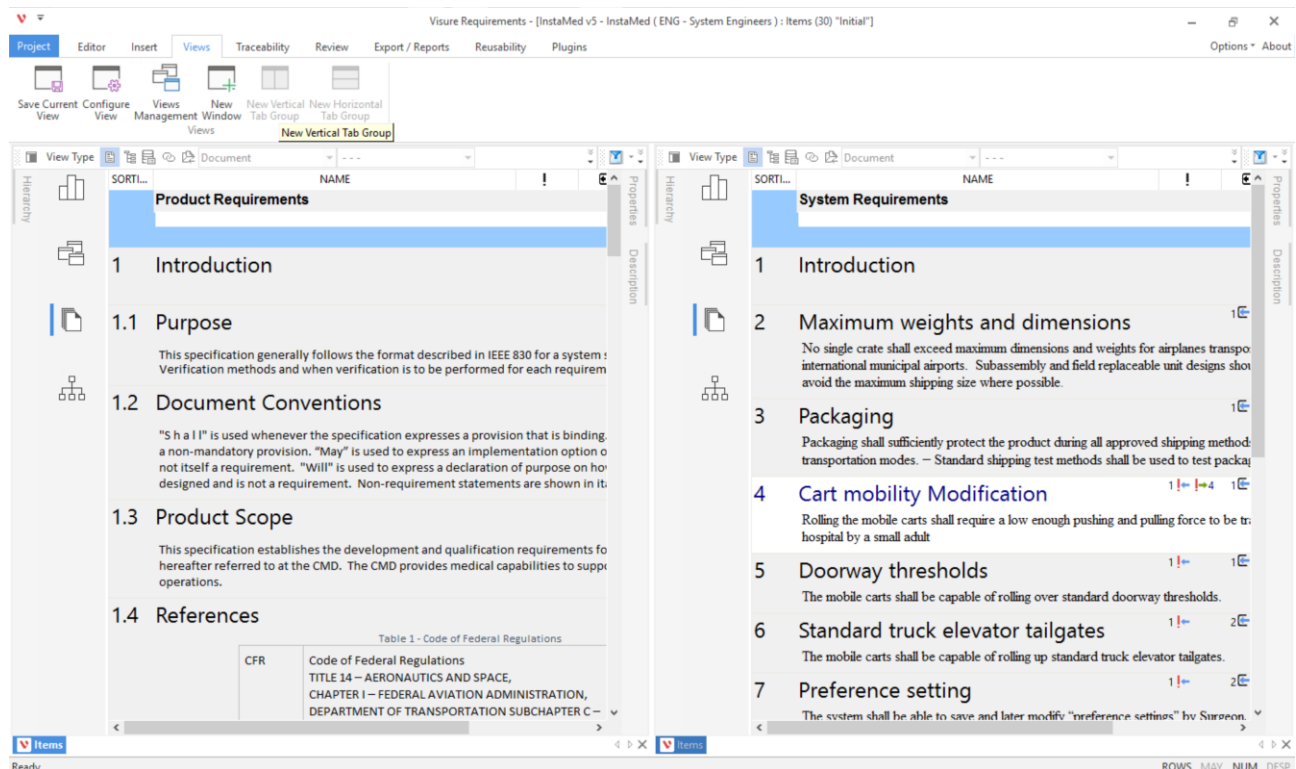 Visure Requirements - [InstaMed v5 - InstaMed ( ENG - System Engineers ) : Items (30) "Initial"]
Project Editor Insert Views Traceability Review Export / Reports Reusability Plugins Options About
Save Current View
Configure View
Views Management
New Window
New Vertical Tab Group
New Horizontal Tab Group
Views
New Vertical Tab Group
View Type Document - - -
Hierarchy
SORTI... NAME !
Product Requirements
1 Introduction
1.1 Purpose
This specification generally follows the format described in IEEE 830 for a system
Verification methods and when verification is to be performed for each requirem
1.2 Document Conventions
"S h a l l" is used whenever the specification expresses a provision that is binding.
a non-mandatory provision. "May" is used to express an implementation option o
not itself a requirement. "Will" is used to express a declaration of purpose on ho
designed and is not a requirement. Non-requirement statements are shown in it
1.3 Product Scope
This specification establishes the development and qualification requirements fo
hereafter referred to at the CMD. The CMD provides medical capabilities to suppo
operations.
1.4 References
Table 1 - Code of Federal Regulations
CFR Code of Federal Regulations
TITLE 14 – AERONAUTICS AND SPACE,
CHAPTER I – FEDERAL AVIATION ADMINISTRATION,
DEPARTMENT OF TRANSPORTATION SUBCHAPTER C –
Properties
Description
Items
View Type Document - - -
Hierarchy
SORTI... NAME !
System Requirements
1 Introduction
2 Maximum weights and dimensions 1
No single crate shall exceed maximum dimensions and weights for airplanes transpo
international municipal airports. Subassembly and field replaceable unit designs shou
avoid the maximum shipping size where possible.
3 Packaging 1
Packaging shall sufficiently protect the product during all approved shipping method
transportation modes. – Standard shipping test methods shall be used to test packag
4 Cart mobility Modification 1 ! ! 4 1
Rolling the mobile carts shall require a low enough pushing and pulling force to be tr
hospital by a small adult
5 Doorway thresholds 1 ! 1
The mobile carts shall be capable of rolling over standard doorway thresholds.
6 Standard truck elevator tailgates 1 ! 2
The mobile carts shall be capable of rolling up standard truck elevator tailgates.
7 Preference setting 1 ! 2
The system shall be able to save and later modify "preference settings" by Surgeon.
Properties
Description
Items
Ready ROWS MAY NUM DESP